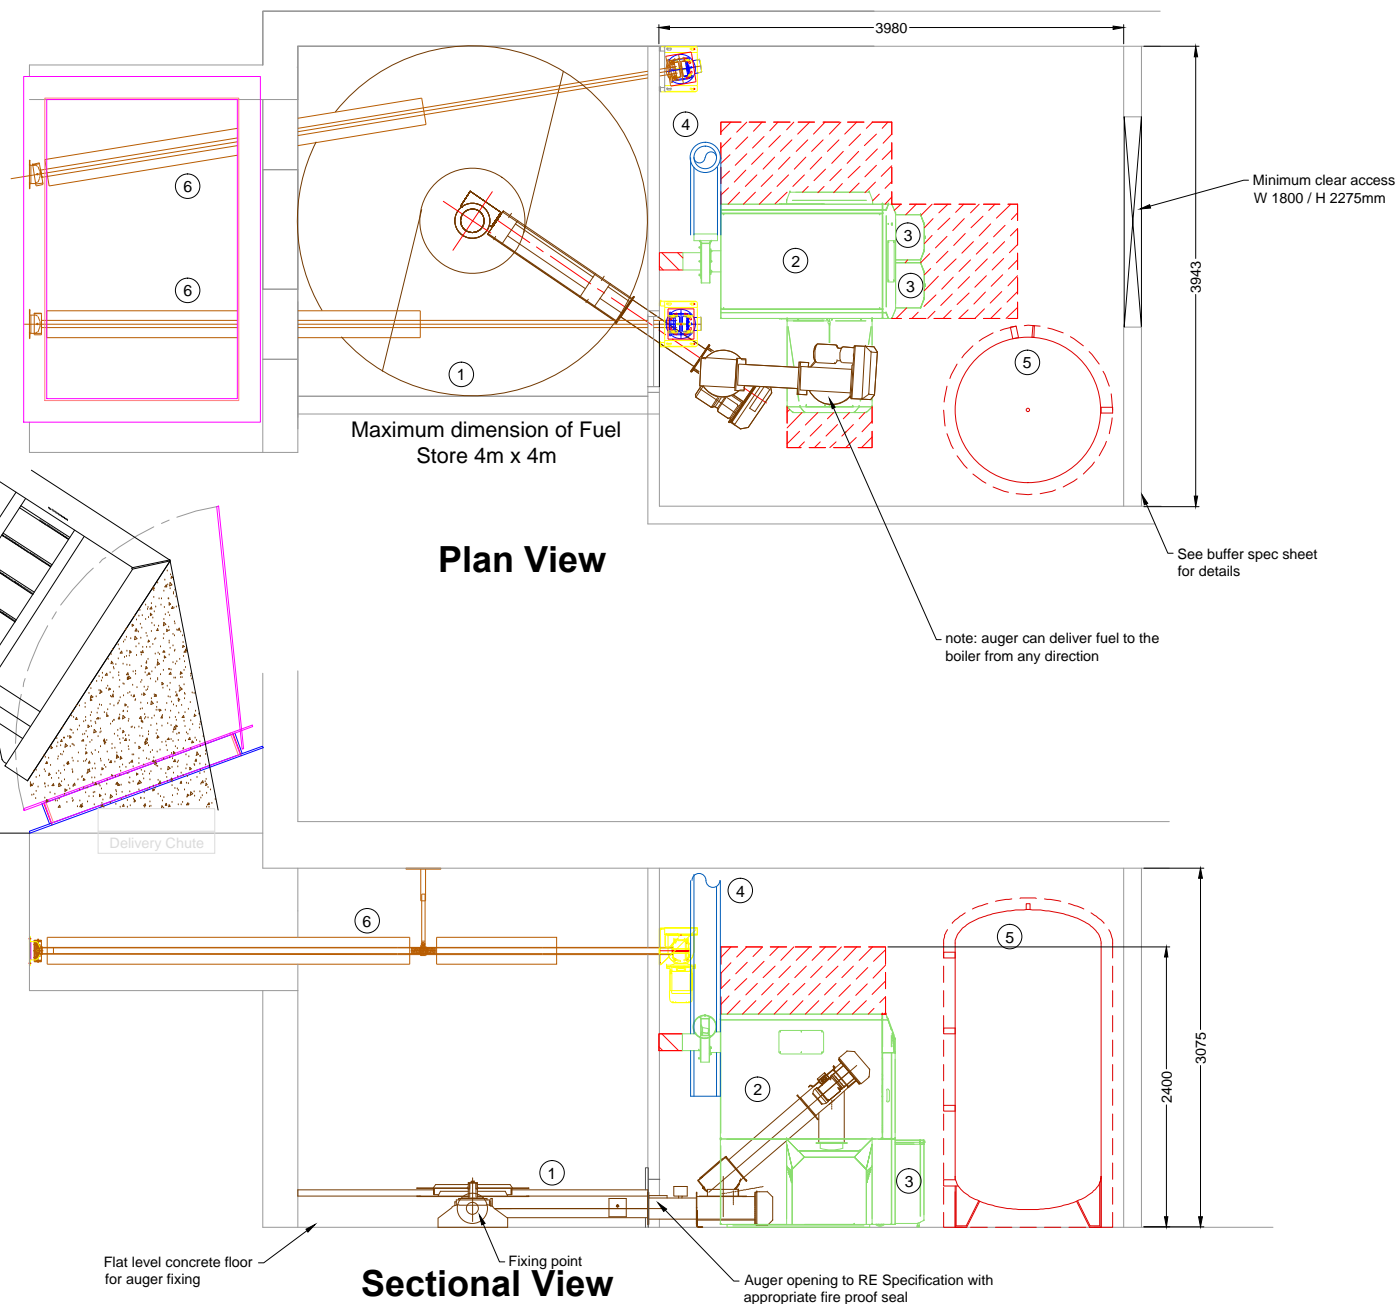 3980
4
Minimum clear access
W 1800 / H 2275mm
6
3
2
3
6
3943
5
1
Maximum dimension of Fuel
Store 4m x 4m
Plan View
See buffer spec sheet
for details
note: auger can deliver fuel to the
boiler from any direction
Delivery Chute
4
6
5
3075
2400
2
1
3
Flat level concrete floor
for auger fixing
Fixing point
Sectional View
Auger opening to RE Specification with
appropriate fire proof seal